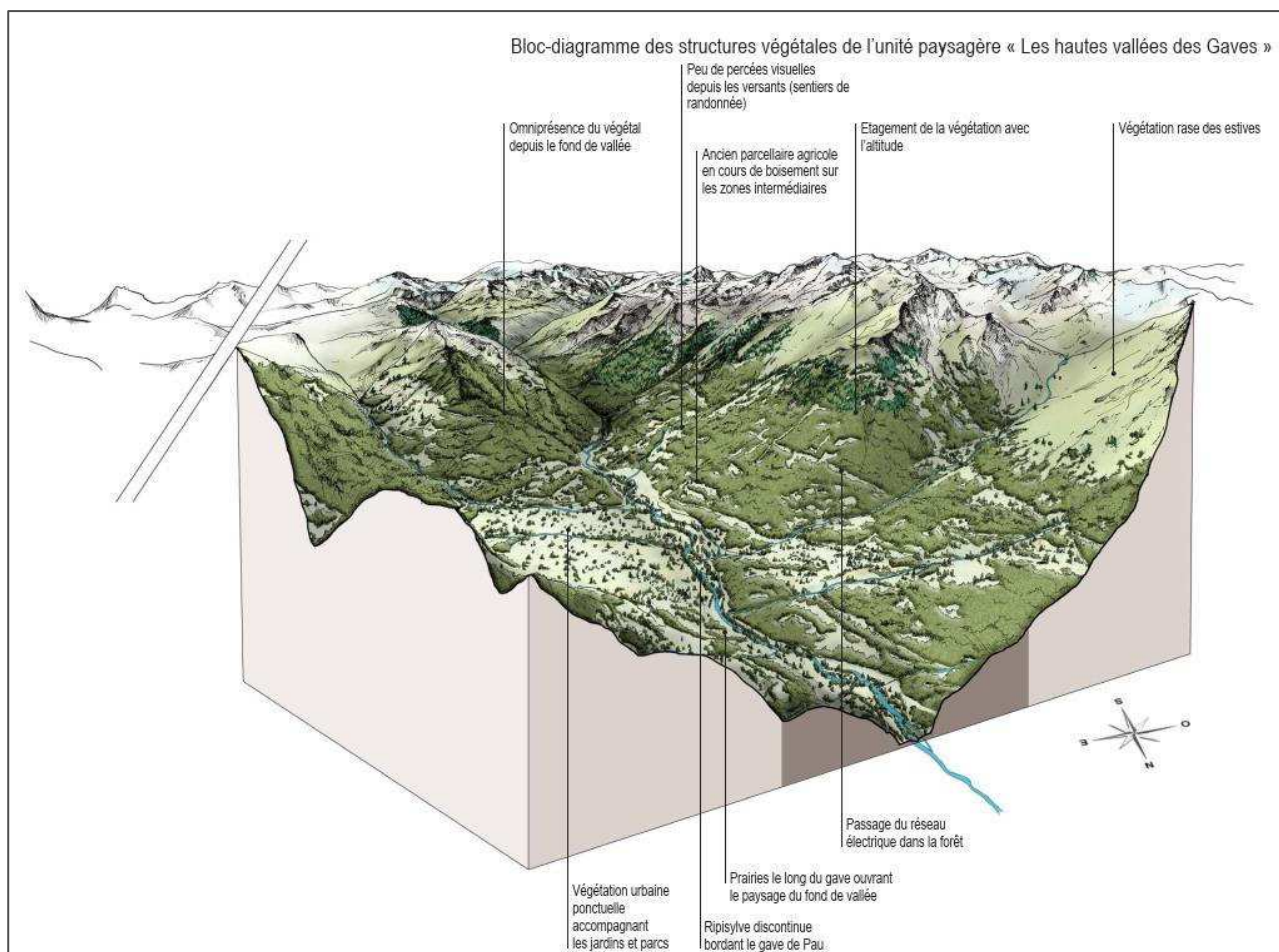 Bloc-diagramme des structures végétales de l'unité paysagère « Les hautes vallées des Gaves »
Peu de percées visuelles
depuis les versants (sentiers de
randonnée)
Omniprésence du végétal
depuis le fond de vallée
Ancien parcellaire agricole
en cours de boisement sur
les zones intermédiaires
Etagement de la végétation avec
l'altitude
Végétation rase des estives
S
O
E
N
Passage du réseau
électrique dans la forêt
Prairies le long du gave ouvrant
le paysage du fond de vallée
Végétation urbaine
ponctuelle
accompagnant
les jardins et parcs
Ripisylve discontinue
bordant le gave de Pau